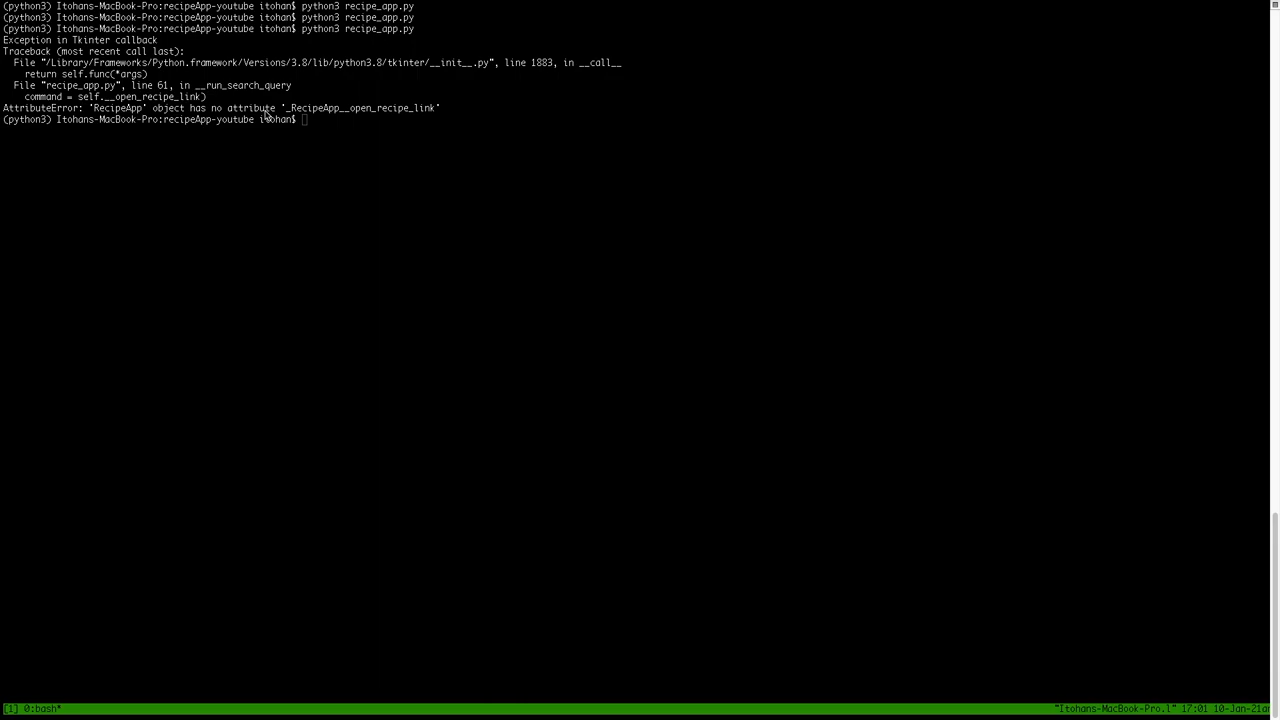 (python3) Itohans-MacBook-Pro:recipeApp-youtube itohan$ python3 recipe_app.py
(python3) Itohans-MacBook-Pro:recipeApp-youtube itohan$ python3 recipe_app.py
(python3) Itohans-MacBook-Pro:recipeApp-youtube itohan$ python3 recipe_app.py
Exception in Tkinter callback
Traceback (most recent call last):
  File "/Library/Frameworks/Python.framework/Versions/3.8/lib/python3.8/tkinter/__init__.py", line 1883, in __call__
    return self.func(*args)
  File "recipe_app.py", line 61, in __run_search_query
    command = self.__open_recipe_link)
AttributeError: 'RecipeApp' object has no attribute '_RecipeApp__open_recipe_link'
(python3) Itohans-MacBook-Pro:recipeApp-youtube itohan$
[1] 0:bash* "Itohans-MacBook-Pro.l" 17:01 10-Jan-21